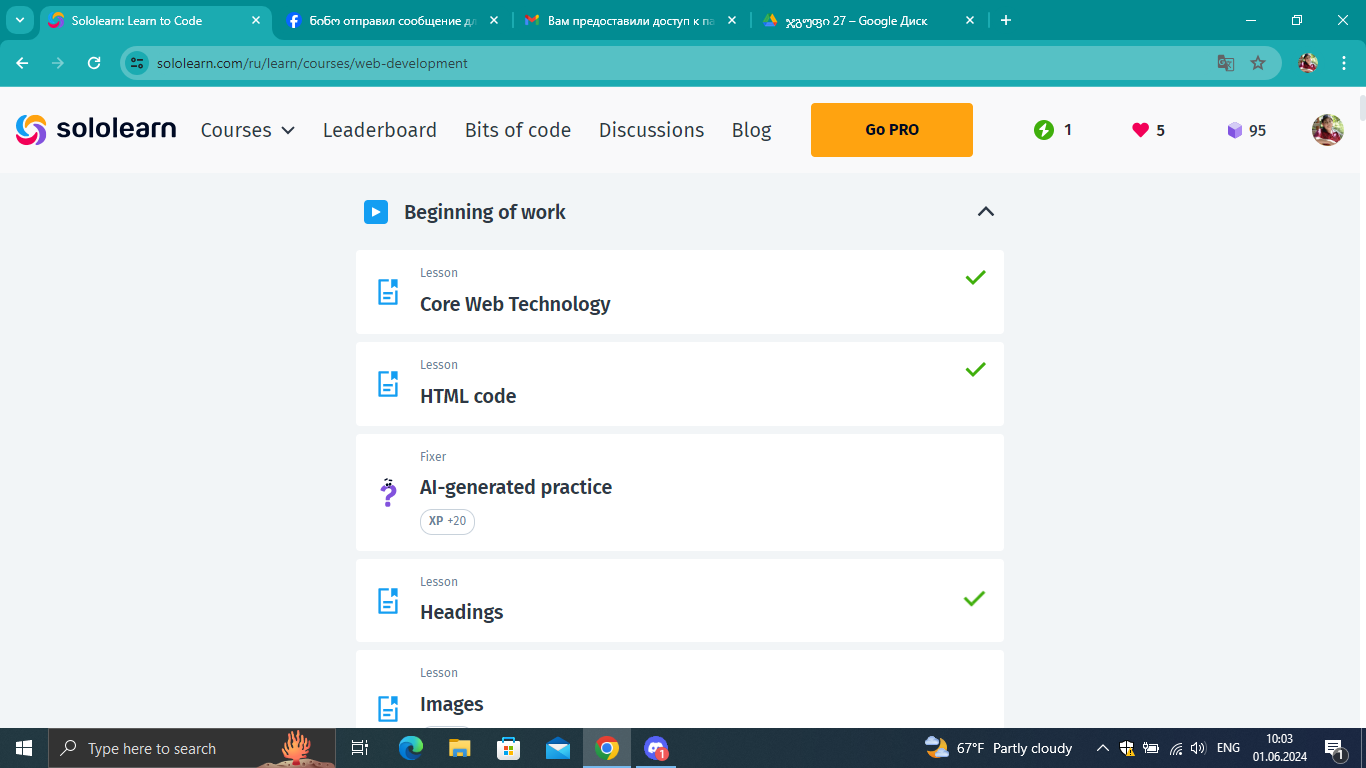 Sololearn: Learn to Code
бобо отправил сообщение дл
Вам предоставили доступ к па
ჯგუფი 27 – Google Диск
sololearn.com/ru/learn/courses/web-development
sololearn
Courses
Leaderboard
Bits of code
Discussions
Blog
Go PRO
1
5
95
Beginning of work
Lesson
Core Web Technology
Lesson
HTML code
Fixer
AI-generated practice
XP +20
Lesson
Headings
Lesson
Images
Type here to search
1
67°F Partly cloudy
ENG
10:03
01.06.2024
1